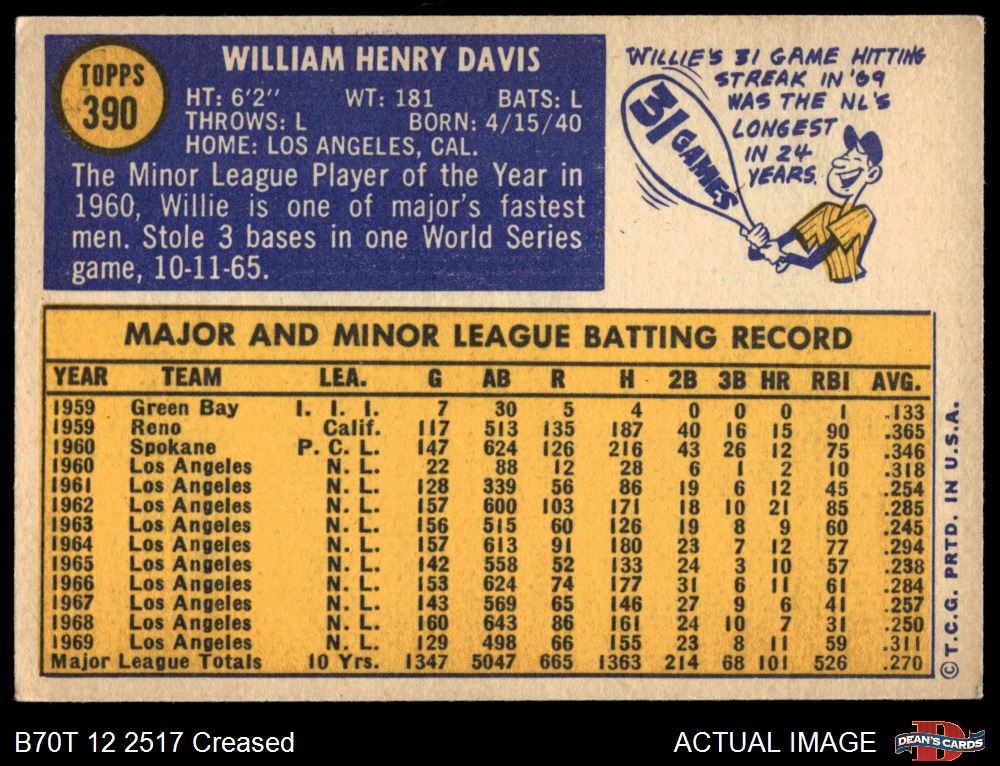 TOPPS
390
WILLIAM HENRY DAVIS
HT: 6'2" WT: 181 BATS: L
THROWS: L BORN: 4/15/40
HOME: LOS ANGELES, CAL.
The Minor League Player of the Year in
1960, Willie is one of major's fastest
men. Stole 3 bases in one World Series
game, 10-11-65.
WILLIE'S 31 GAME HITTING
STREAK IN '69
WAS THE NL'S
LONGEST
IN 24
YEARS.
31 GAMES
MAJOR AND MINOR LEAGUE BATTING RECORD
YEAR TEAM LEA. G AB R H 2B 3B HR RBI AVG.
1959 Green Bay I. I. I. 7 30 5 4 0 0 0 1 .133
1959 Reno Calif. 117 513 135 187 40 16 15 90 .365
1960 Spokane P. C. L. 147 624 126 216 43 26 12 75 .346
1960 Los Angeles N. L. 22 88 12 28 6 1 2 10 .318
1961 Los Angeles N. L. 128 339 56 86 19 6 12 45 .254
1962 Los Angeles N. L. 157 600 103 171 18 10 21 85 .285
1963 Los Angeles N. L. 156 515 60 126 19 8 9 60 .245
1964 Los Angeles N. L. 157 613 91 180 23 7 12 77 .294
1965 Los Angeles N. L. 142 558 52 133 24 3 10 57 .238
1966 Los Angeles N. L. 153 624 74 177 31 6 11 61 .284
1967 Los Angeles N. L. 143 569 65 146 27 9 6 41 .257
1968 Los Angeles N. L. 160 643 86 161 24 10 7 31 .250
1969 Los Angeles N. L. 129 498 66 155 23 8 11 59 .311
Major League Totals 10 Yrs. 1347 5047 665 1363 214 68 101 526 .270
© T.C.G. PRTD. IN U.S.A.
B70T 12 2517 Creased
ACTUAL IMAGE
DEAN'S CARDS